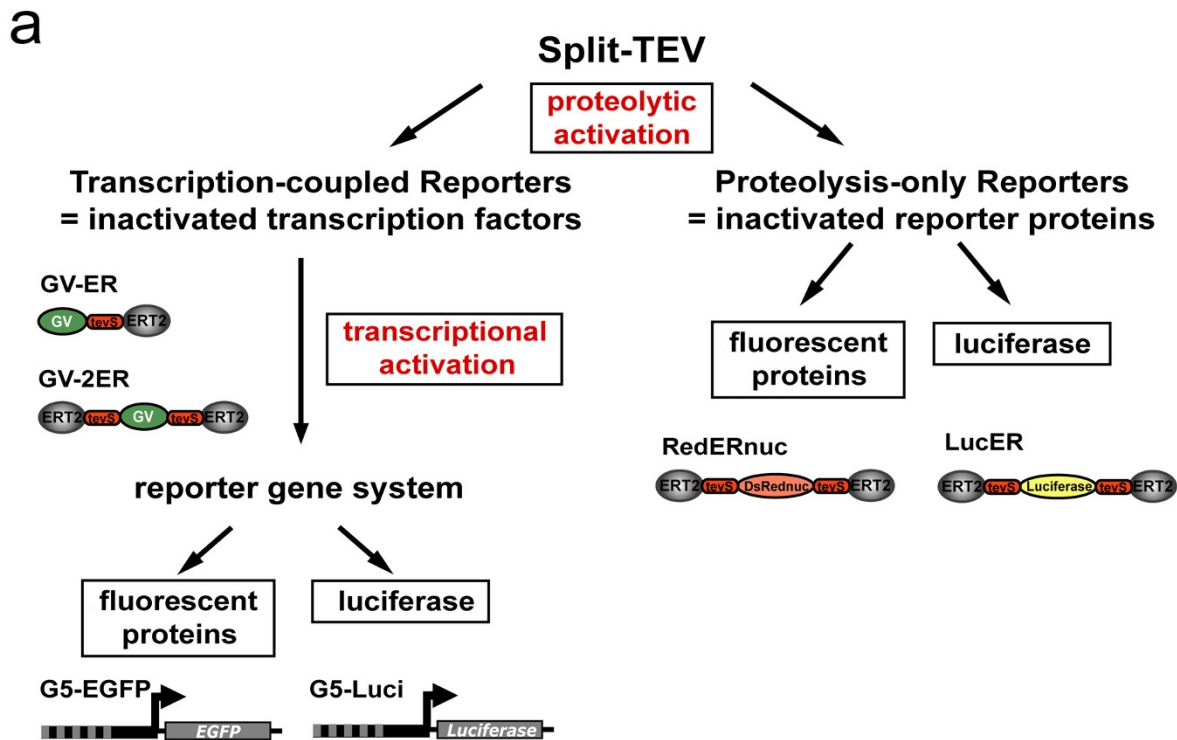 a
Split-TEV
proteolytic
activation
Transcription-coupled Reporters
= inactivated transcription factors
Proteolysis-only Reporters
= inactivated reporter proteins
GV-ER
GV tevS ERT2
transcriptional
activation
GV-2ER
ERT2 tevS GV tevS ERT2
fluorescent
proteins
luciferase
RedERnuc
ERT2 tevS DsRednuc tevS ERT2
LucER
ERT2 tevS Luciferase tevS ERT2
reporter gene system
fluorescent
proteins
luciferase
G5-EGFP
EGFP
G5-Luci
Luciferase